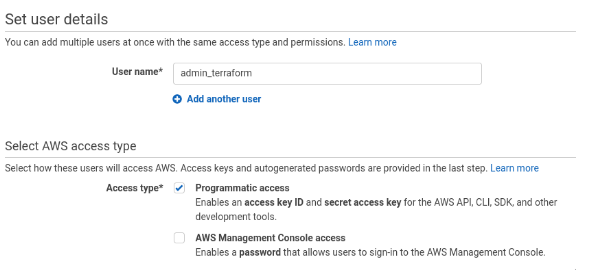 Set user details
You can add multiple users at once with the same access type and permissions. Learn more
User name* admin_terraform
Add another user
Select AWS access type
Select how these users will access AWS. Access keys and autogenerated passwords are provided in the last step. Learn more
Access type* Programmatic access
Enables an access key ID and secret access key for the AWS API, CLI, SDK, and other
development tools.
AWS Management Console access
Enables a password that allows users to sign-in to the AWS Management Console.